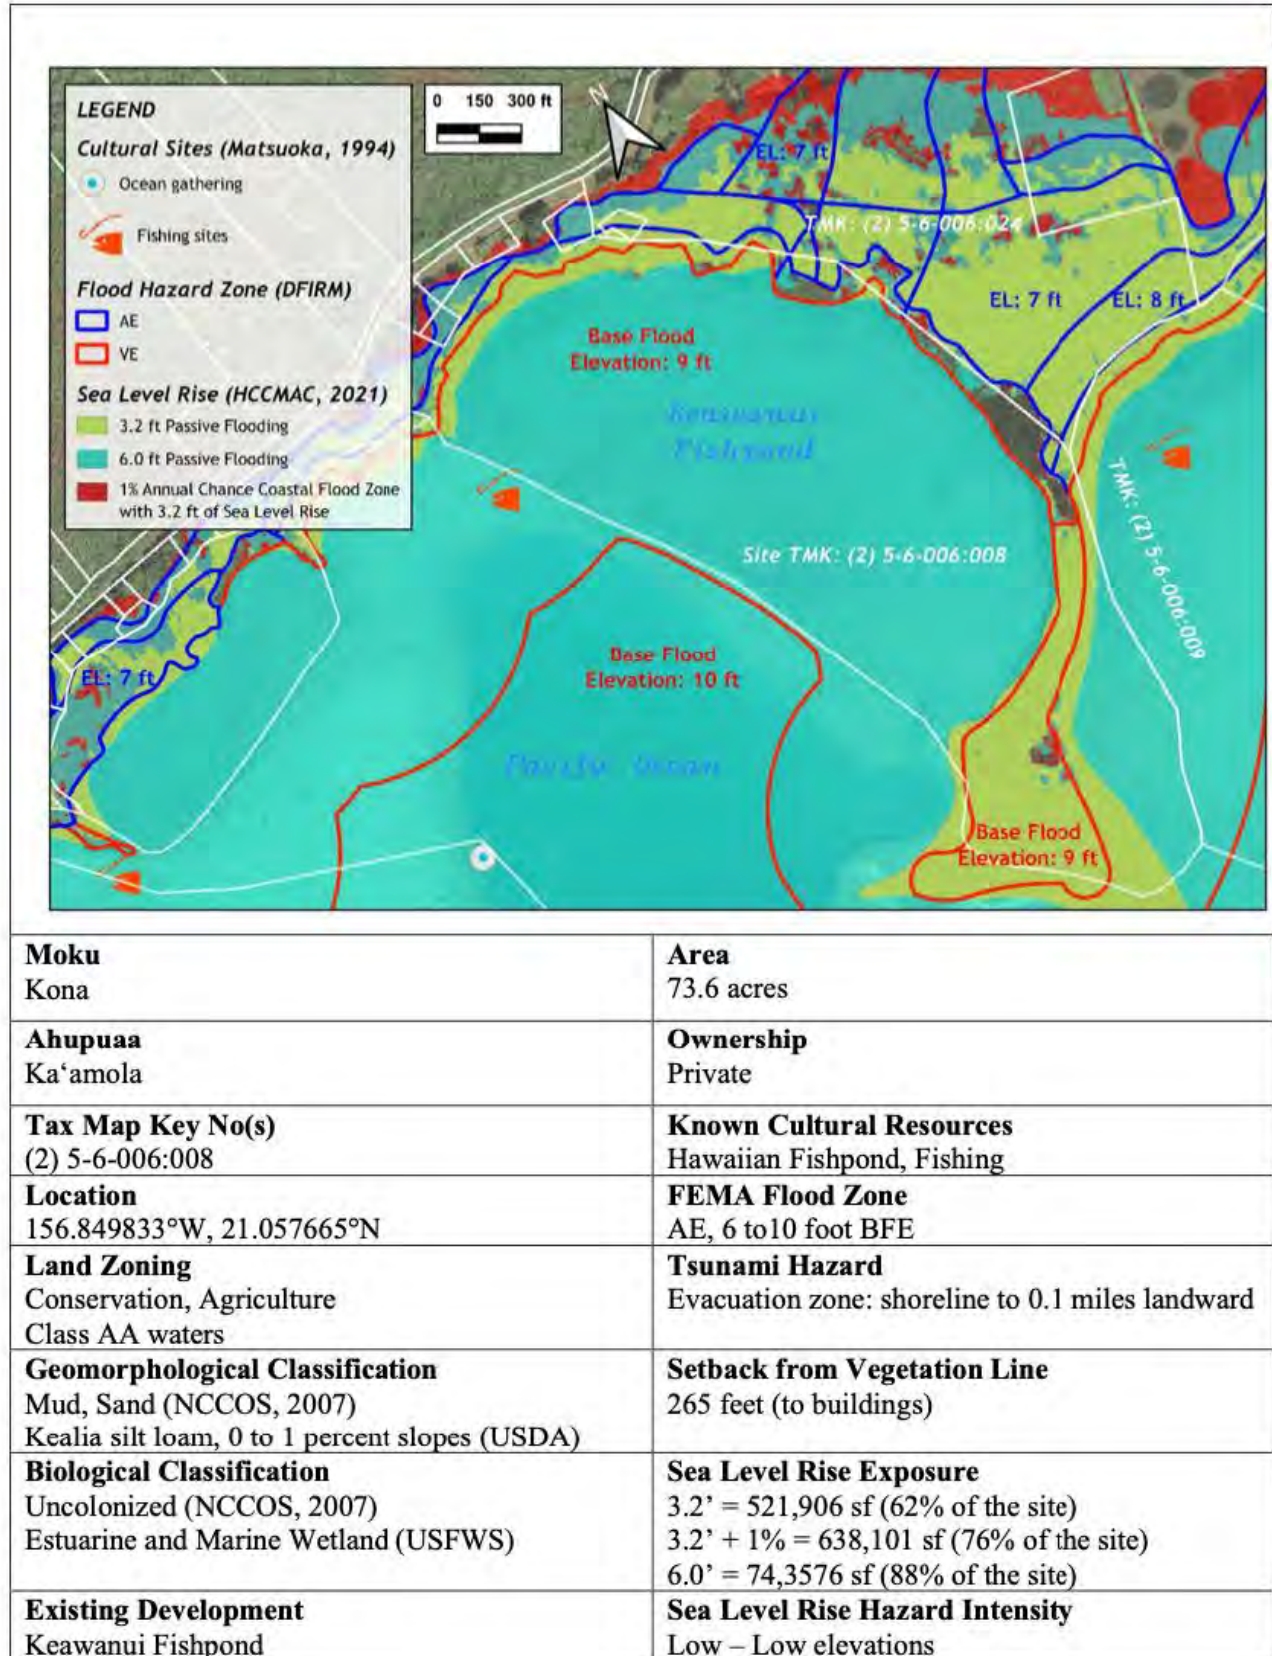 LEGEND
Cultural Sites (Matsuoka, 1994)
Ocean gathering
Fishing sites
Flood Hazard Zone (DFIRM)
AE
VE
Sea Level Rise (HCCMAC, 2021)
3.2 ft Passive Flooding
6.0 ft Passive Flooding
1% Annual Chance Coastal Flood Zone
with 3.2 ft of Sea Level Rise
0 150 300 ft
N
EL: 7 ft
TMK: (2) 5-6-006:024
EL: 7 ft
EL: 8 ft
Base Flood
Elevation: 9 ft
Keawanui
Fishpond
TMK: (2) 5-6-006:009
Site TMK: (2) 5-6-006:008
Base Flood
Elevation: 10 ft
EL: 7 ft
Pacific Ocean
Base Flood
Elevation: 9 ft
Moku
Kona
Area
73.6 acres
Ahupuaa
Ka‘amola
Ownership
Private
Tax Map Key No(s)
(2) 5-6-006:008
Known Cultural Resources
Hawaiian Fishpond, Fishing
Location
156.849833°W, 21.057665°N
FEMA Flood Zone
AE, 6 to10 foot BFE
Land Zoning
Conservation, Agriculture
Class AA waters
Tsunami Hazard
Evacuation zone: shoreline to 0.1 miles landward
Geomorphological Classification
Mud, Sand (NCCOS, 2007)
Kealia silt loam, 0 to 1 percent slopes (USDA)
Setback from Vegetation Line
265 feet (to buildings)
Biological Classification
Uncolonized (NCCOS, 2007)
Estuarine and Marine Wetland (USFWS)
Sea Level Rise Exposure
3.2’ = 521,906 sf (62% of the site)
3.2’ + 1% = 638,101 sf (76% of the site)
6.0’ = 74,3576 sf (88% of the site)
Existing Development
Keawanui Fishpond
Sea Level Rise Hazard Intensity
Low – Low elevations